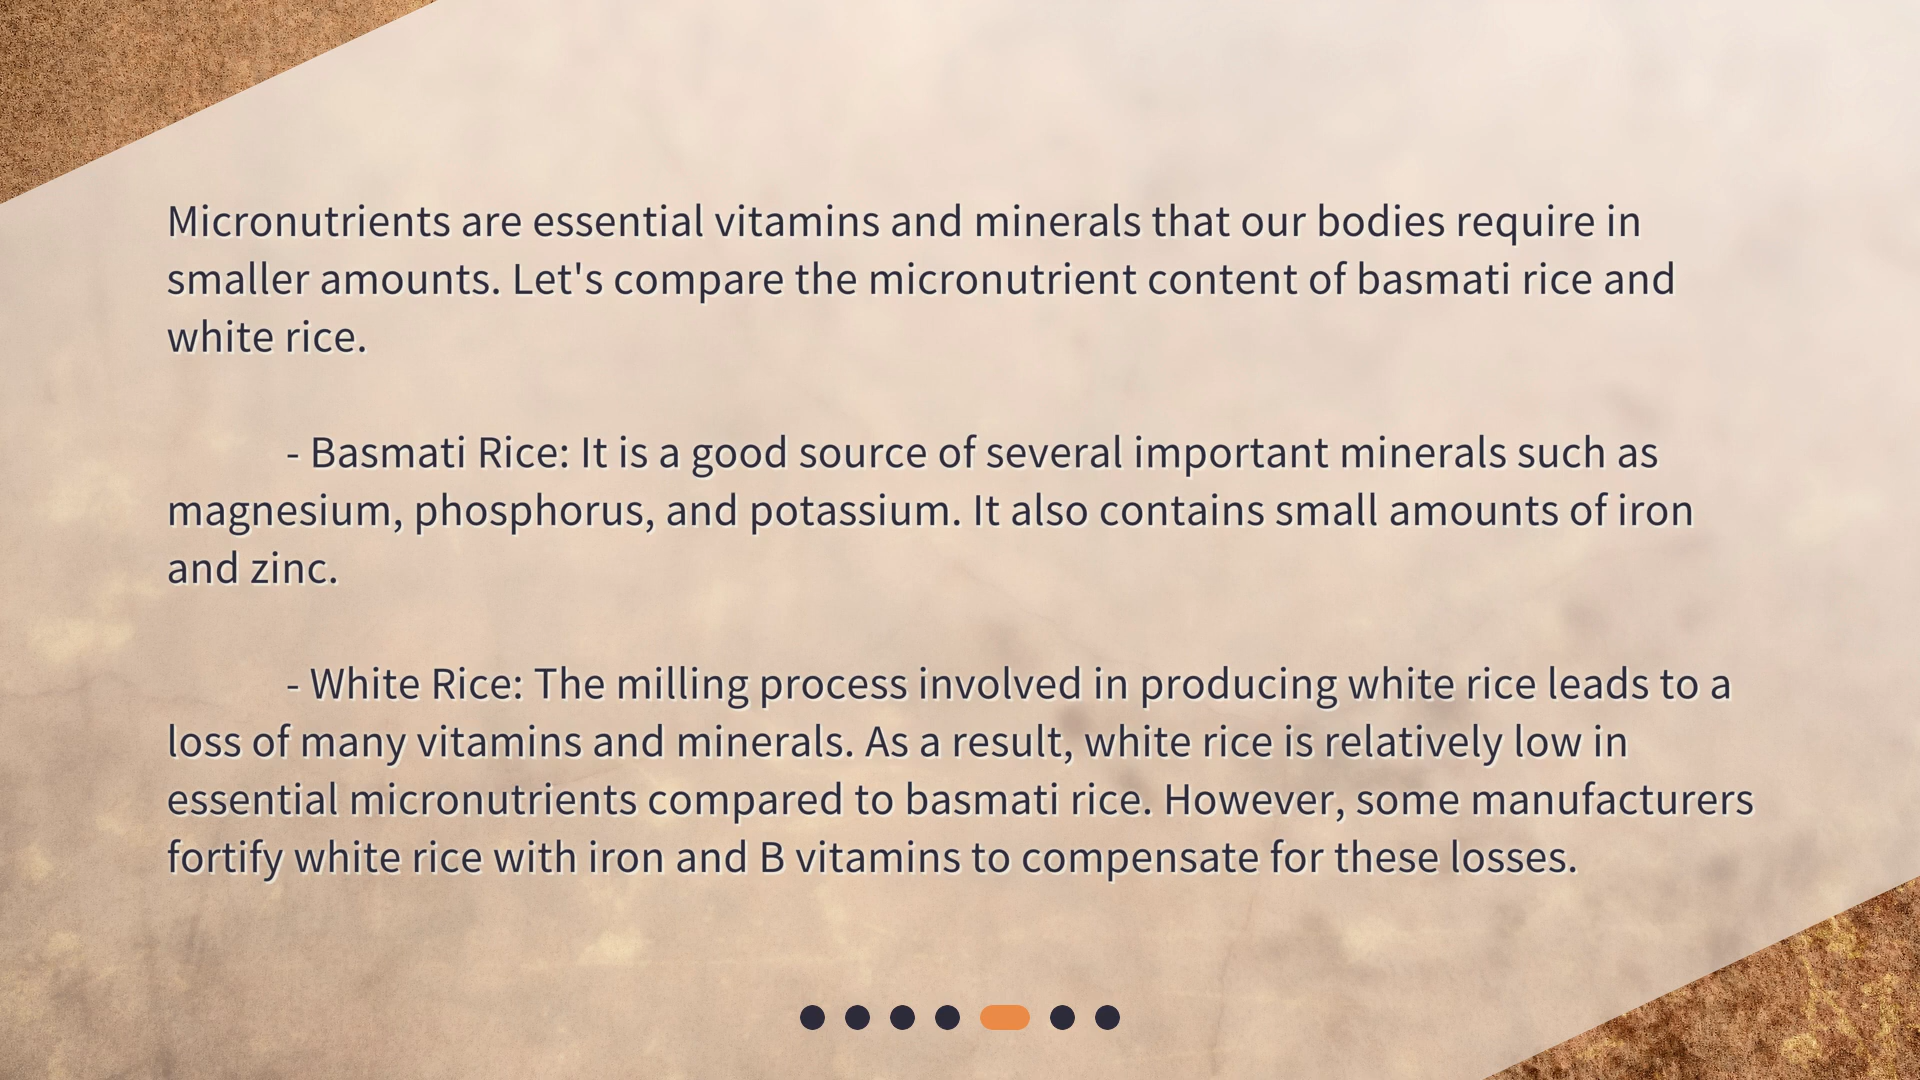 Micronutrients are essential vitamins and minerals that our bodies require in
smaller amounts. Let's compare the micronutrient content of basmati rice and
white rice.
- Basmati Rice: It is a good source of several important minerals such as
magnesium, phosphorus, and potassium. It also contains small amounts of iron
and zinc.
- White Rice: The milling process involved in producing white rice leads to a
loss of many vitamins and minerals. As a result, white rice is relatively low in
essential micronutrients compared to basmati rice. However, some manufacturers
fortify white rice with iron and B vitamins to compensate for these losses.